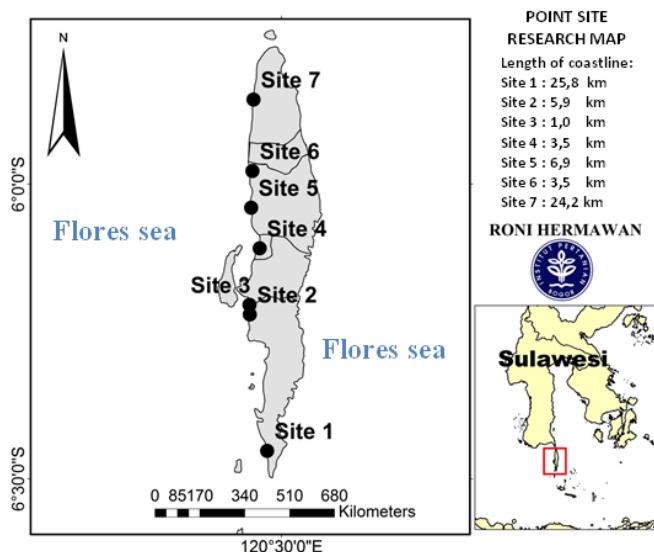 N
Site 7
Site 6
Site 5
Site 4
Site 3
Site 2
Site 1
Flores sea
Flores sea
6°0'0"S
6°30'0"S
120°30'0"E
0 85170 340 510 680
Kilometers
POINT SITE
RESEARCH MAP
Length of coastline:
Site 1 : 25,8 km
Site 2 : 5,9 km
Site 3 : 1,0 km
Site 4 : 3,5 km
Site 5 : 6,9 km
Site 6 : 3,5 km
Site 7 : 24,2 km
RONI HERMAWAN
INSTITUT PERTANIAN
BOGOR
Sulawesi